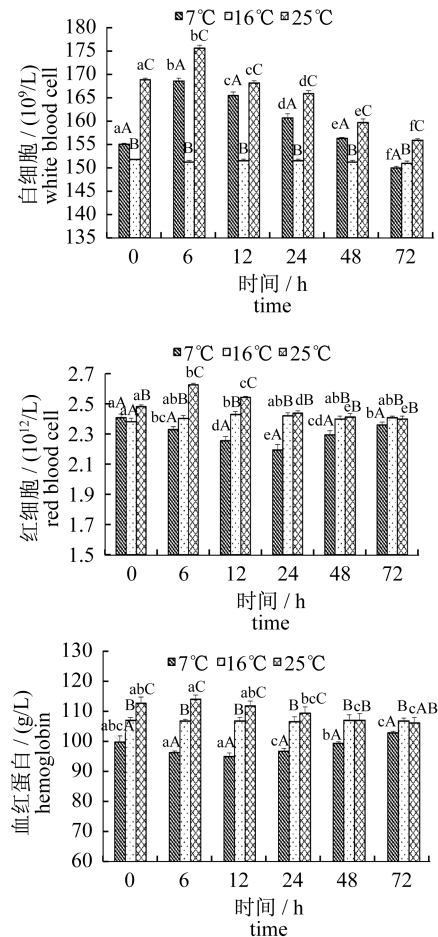 7℃ 16℃ 25℃
白细胞 / (10⁹/L)
white blood cell
175
170
165
160
155
150
145
140
135
aA B aC
bA B bC
cA B cC
dA B dC
eA B eC
fA B fC
0 6 12 24 48 72
时间 / h
time
7℃ 16℃ 25℃
红细胞 / (10¹²/L)
red blood cell
2.7
2.5
2.3
2.1
1.9
1.7
1.5
aA aA aB
bcA abB bC
dA bB cC
eA abB dB
cdA abB eB
bA abB eB
0 6 12 24 48 72
时间 / h
time
7℃ 16℃ 25℃
血红蛋白 / (g/L)
hemoglobin
130
120
110
100
90
80
70
60
abcA B abC
aA B aC
aA B abC
cA B bcC
bA B cB
cA B cAB
0 6 12 24 48 72
时间 / h
time